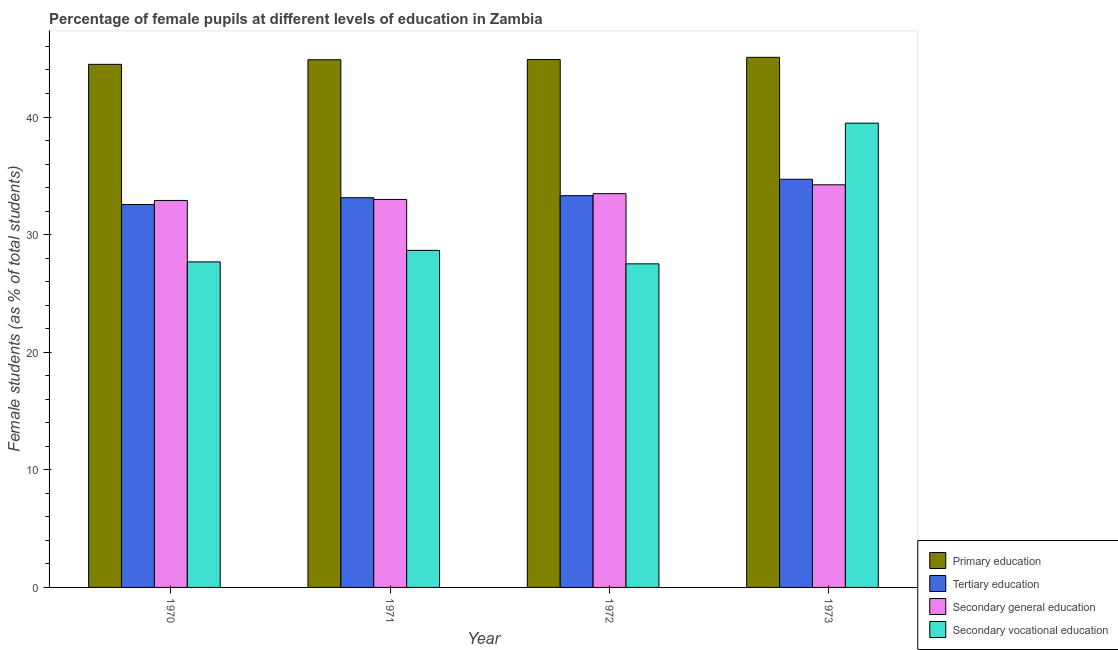 Percentage of female pupils at different levels of education in Zambia
Female students (as % of total students)
40
30
20
10
0
1970
1971
1972
1973
Year
Primary education
Tertiary education
Secondary general education
Secondary vocational education